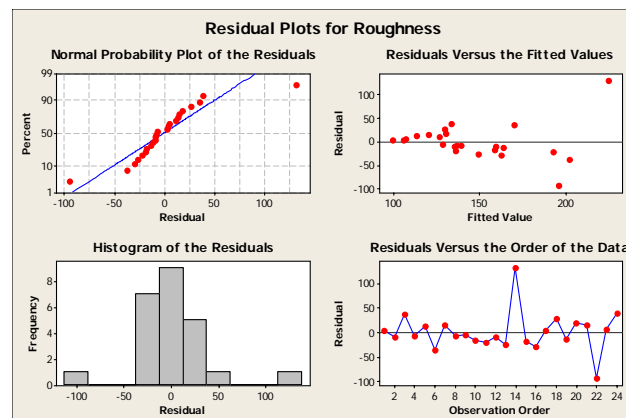 Residual Plots for Roughness
Normal Probability Plot of the Residuals
99
90
50
10
1
Percent
-100 -50 0 50 100
Residual
Residuals Versus the Fitted Values
100
50
0
-50
-100
Residual
100 150 200
Fitted Value
Histogram of the Residuals
8
6
4
2
0
Frequency
-100 -50 0 50 100
Residual
Residuals Versus the Order of the Data
100
50
0
-50
-100
Residual
2 4 6 8 10 12 14 16 18 20 22 24
Observation Order